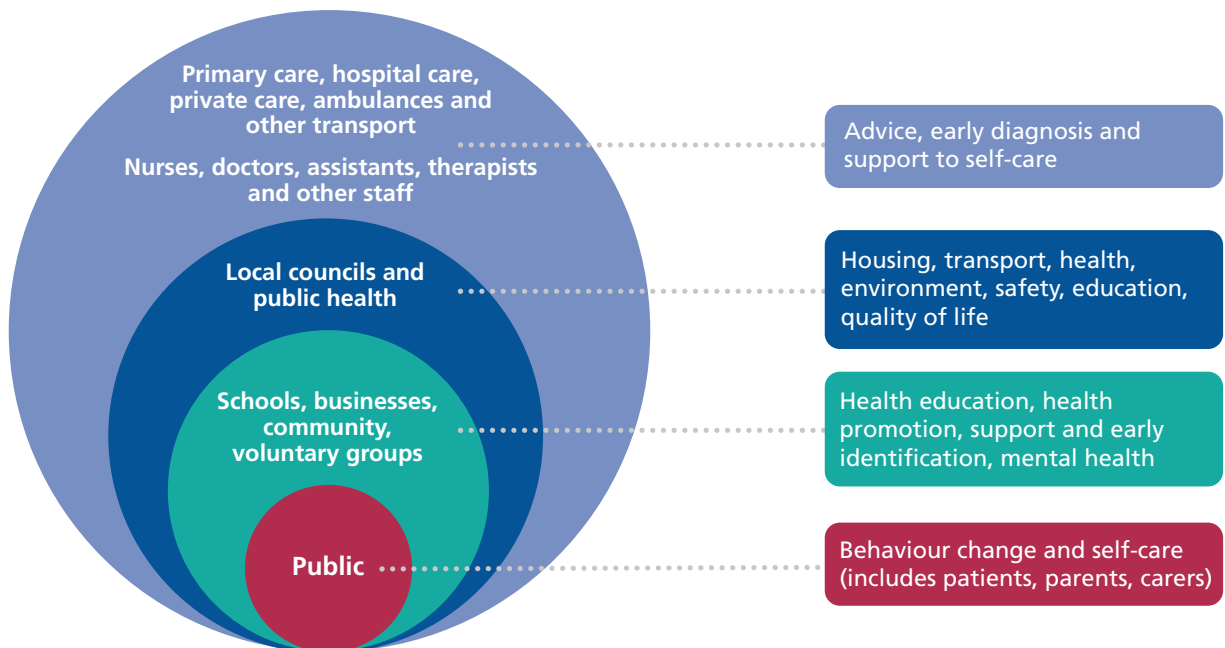 Primary care, hospital care,
private care, ambulances and
other transport
Nurses, doctors, assistants, therapists
and other staff
Advice, early diagnosis and
support to self-care
Local councils and
public health
Housing, transport, health,
environment, safety, education,
quality of life
Schools, businesses,
community,
voluntary groups
Health education, health
promotion, support and early
identification, mental health
Public
Behaviour change and self-care
(includes patients, parents, carers)